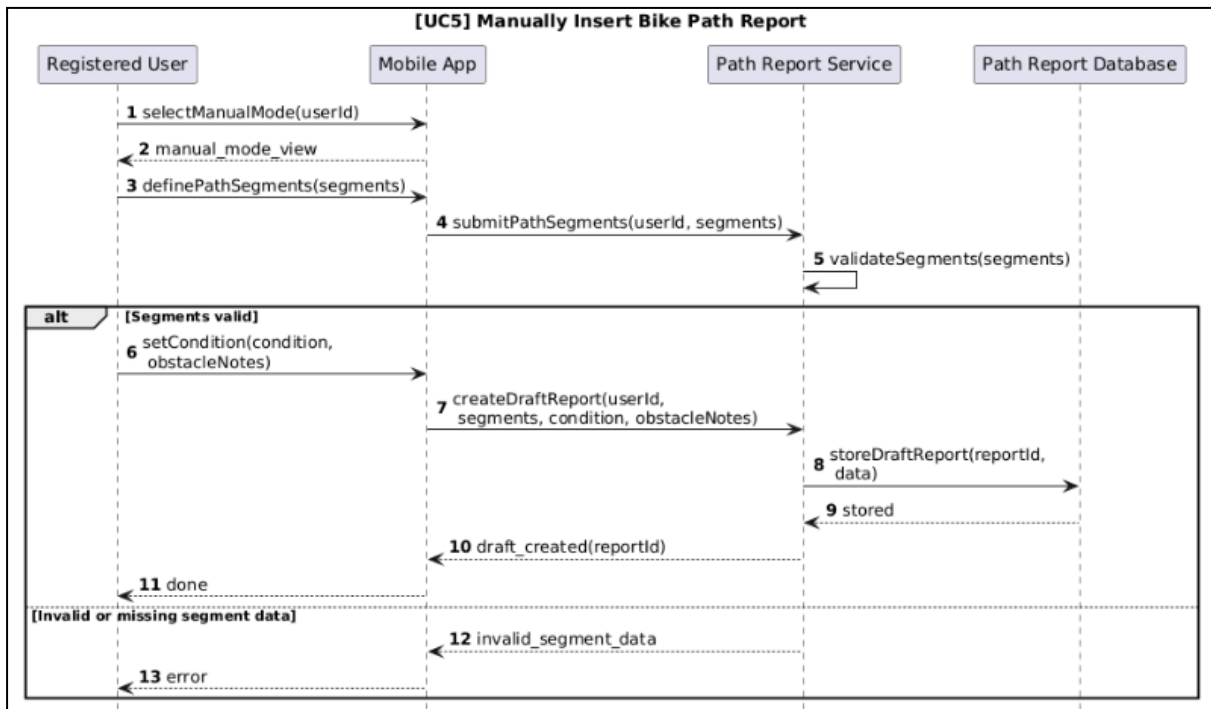 [UC5] Manually Insert Bike Path Report
Registered User
Mobile App
Path Report Service
Path Report Database
1 selectManualMode(userId)
2 manual_mode_view
3 definePathSegments(segments)
4 submitPathSegments(userId, segments)
5 validateSegments(segments)
alt
[Segments valid]
6 setCondition(condition,
obstacleNotes)
7 createDraftReport(userId,
segments, condition, obstacleNotes)
8 storeDraftReport(reportId,
data)
9 stored
10 draft_created(reportId)
11 done
[Invalid or missing segment data]
12 invalid_segment_data
13 error